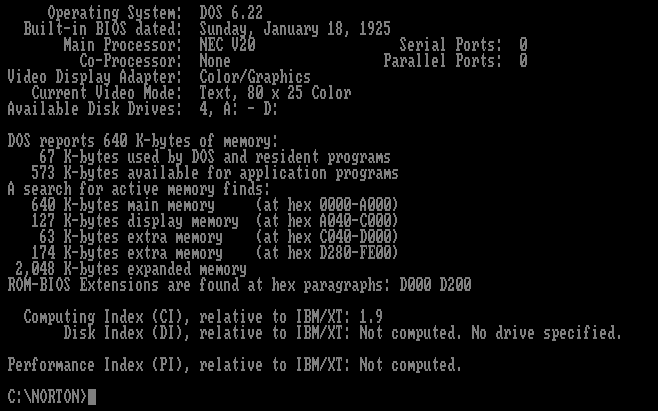 Operating System: DOS 6.22
Built-in BIOS dated: Sunday, January 18, 1925
Main Processor: NEC V20 Serial Ports: 0
Co-Processor: None Parallel Ports: 0
Video Display Adapter: Color/Graphics
Current Video Mode: Text, 80 x 25 Color
Available Disk Drives: 4, A: - D:
DOS reports 640 K-bytes of memory:
67 K-bytes used by DOS and resident programs
573 K-bytes available for application programs
A search for active memory finds:
640 K-bytes main memory (at hex 0000-A000)
127 K-bytes display memory (at hex A040-C000)
63 K-bytes extra memory (at hex C040-D000)
174 K-bytes extra memory (at hex D280-FE00)
2,048 K-bytes expanded memory
ROM-BIOS Extensions are found at hex paragraphs: D000 D200
Computing Index (CI), relative to IBM/XT: 1.9
Disk Index (DI), relative to IBM/XT: Not computed. No drive specified.
Performance Index (PI), relative to IBM/XT: Not computed.
C:\NORTON>